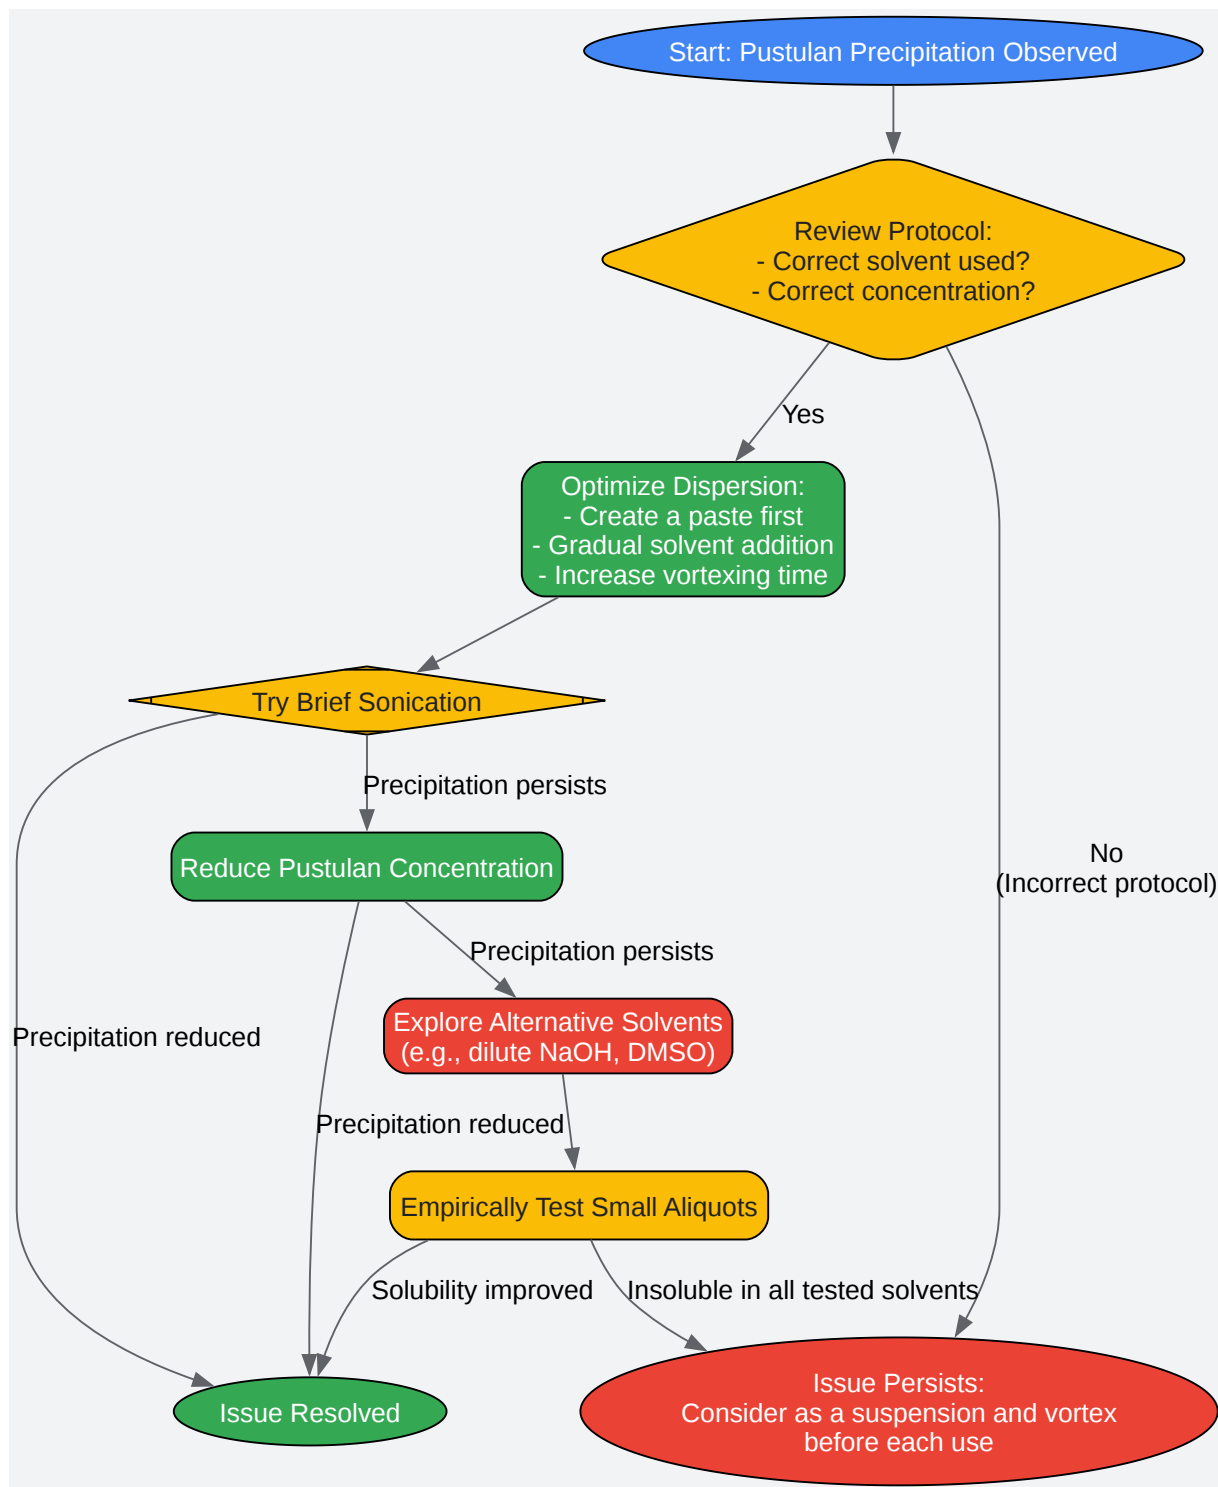 Start: Pustulan Precipitation Observed
Review Protocol:
- Correct solvent used?
- Correct concentration?
Yes
Optimize Dispersion:
- Create a paste first
- Gradual solvent addition
- Increase vortexing time
Try Brief Sonication
Precipitation persists
Reduce Pustulan Concentration
No
(Incorrect protocol)
Precipitation persists
Explore Alternative Solvents
(e.g., dilute NaOH, DMSO)
Precipitation reduced
Precipitation reduced
Empirically Test Small Aliquots
Solubility improved
Insoluble in all tested solvents
Issue Resolved
Issue Persists:
Consider as a suspension and vortex
before each use